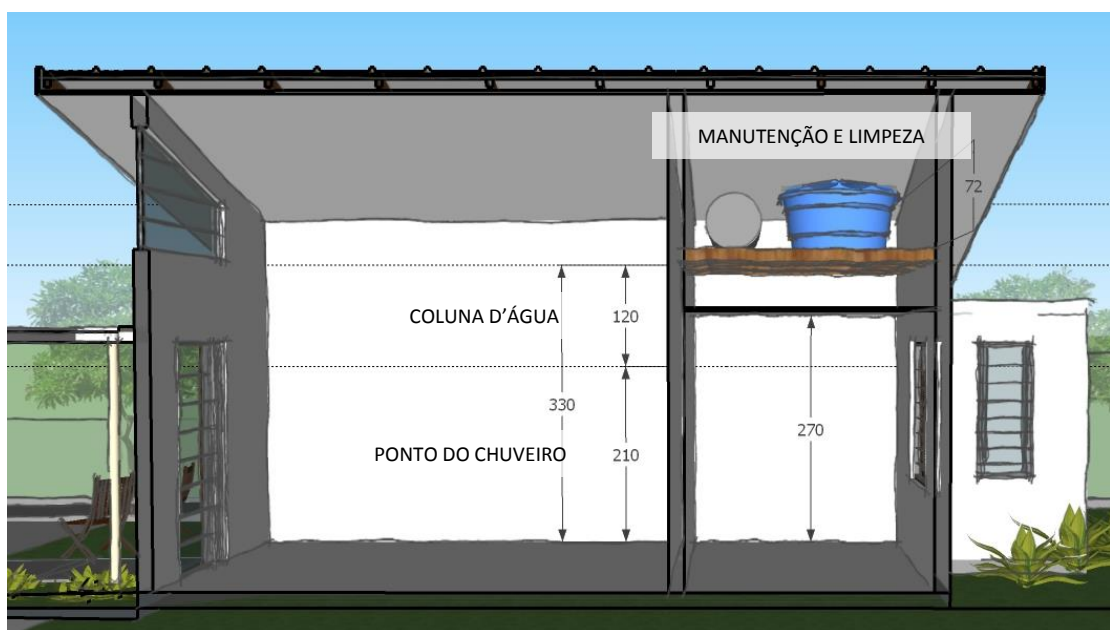 MANUTENÇÃO E LIMPEZA
72
COLUNA D'ÁGUA
120
330
270
PONTO DO CHUVEIRO
210